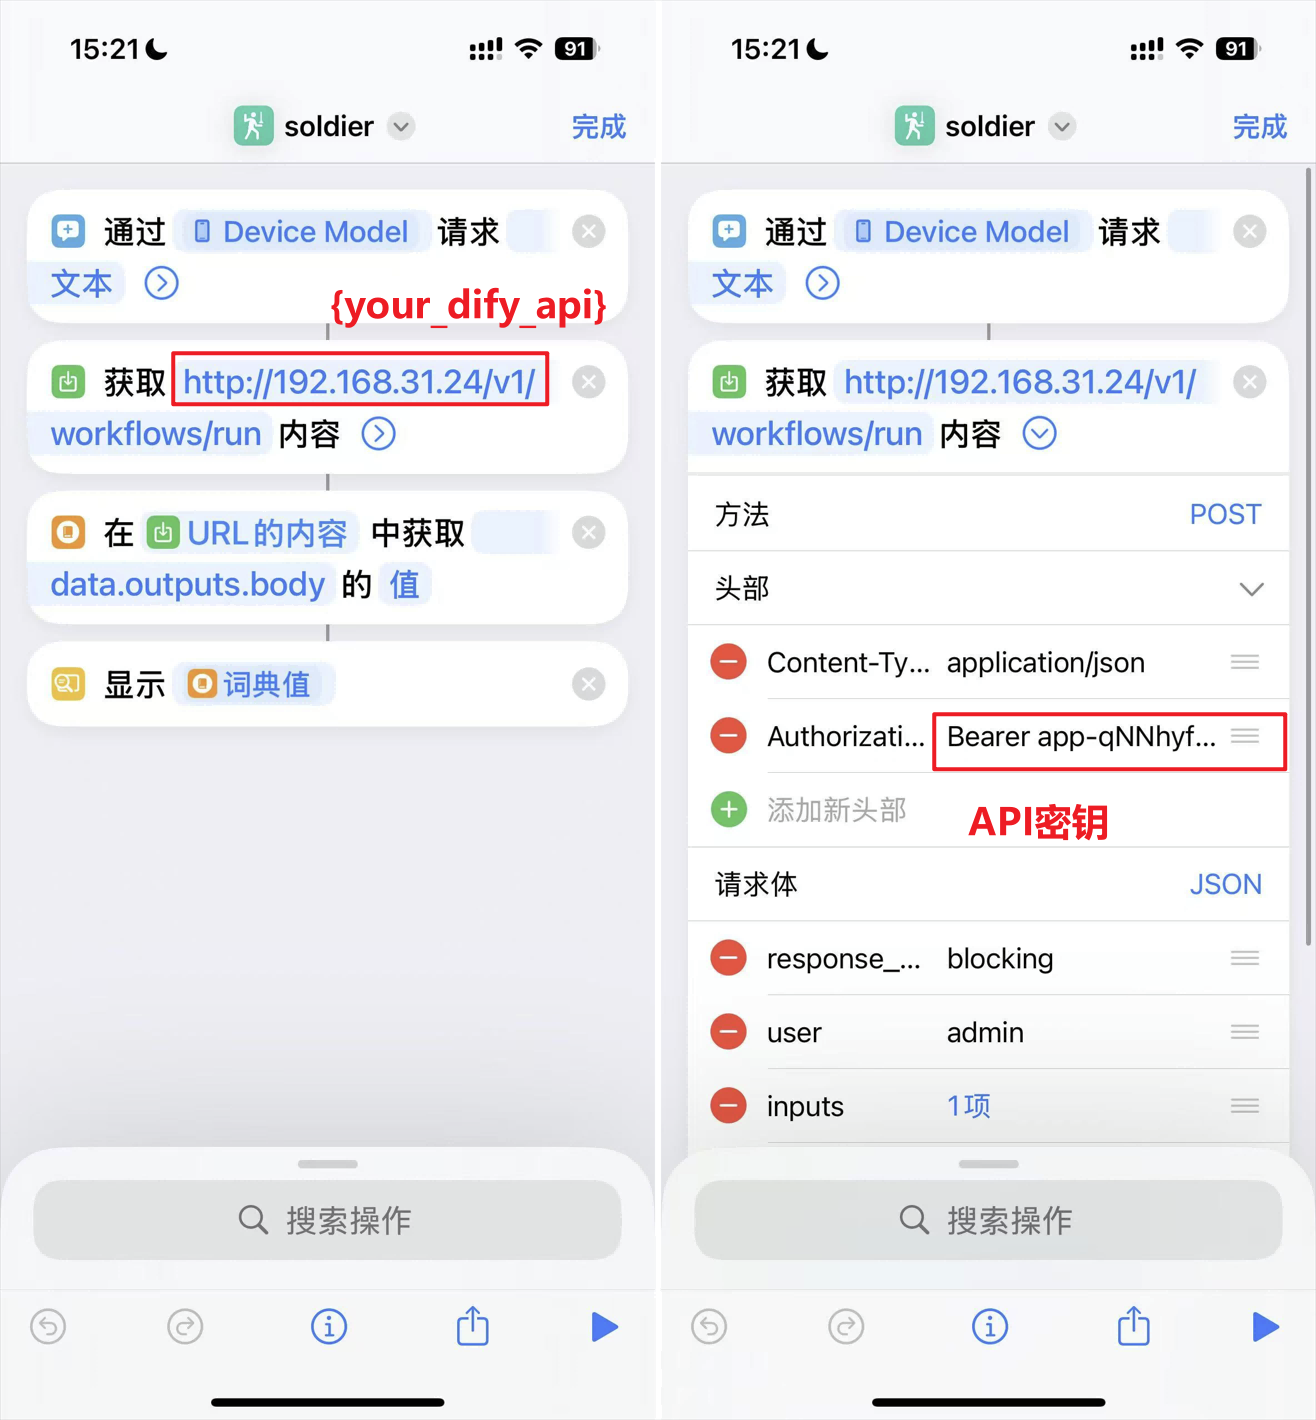 15:21
91
soldier
完成
通过 Device Model 请求
文本
{your_dify_api}
获取 http://192.168.31.24/v1/
workflows/run 内容
在 URL的内容 中获取
data.outputs.body 的 值
显示 词典值
搜索操作
15:21
91
soldier
完成
通过 Device Model 请求
文本
获取 http://192.168.31.24/v1/
workflows/run 内容
方法 POST
头部
Content-Ty... application/json
Authorizati... Bearer app-qNNhyf...
添加新头部
API密钥
请求体 JSON
response_... blocking
user admin
inputs 1项
搜索操作